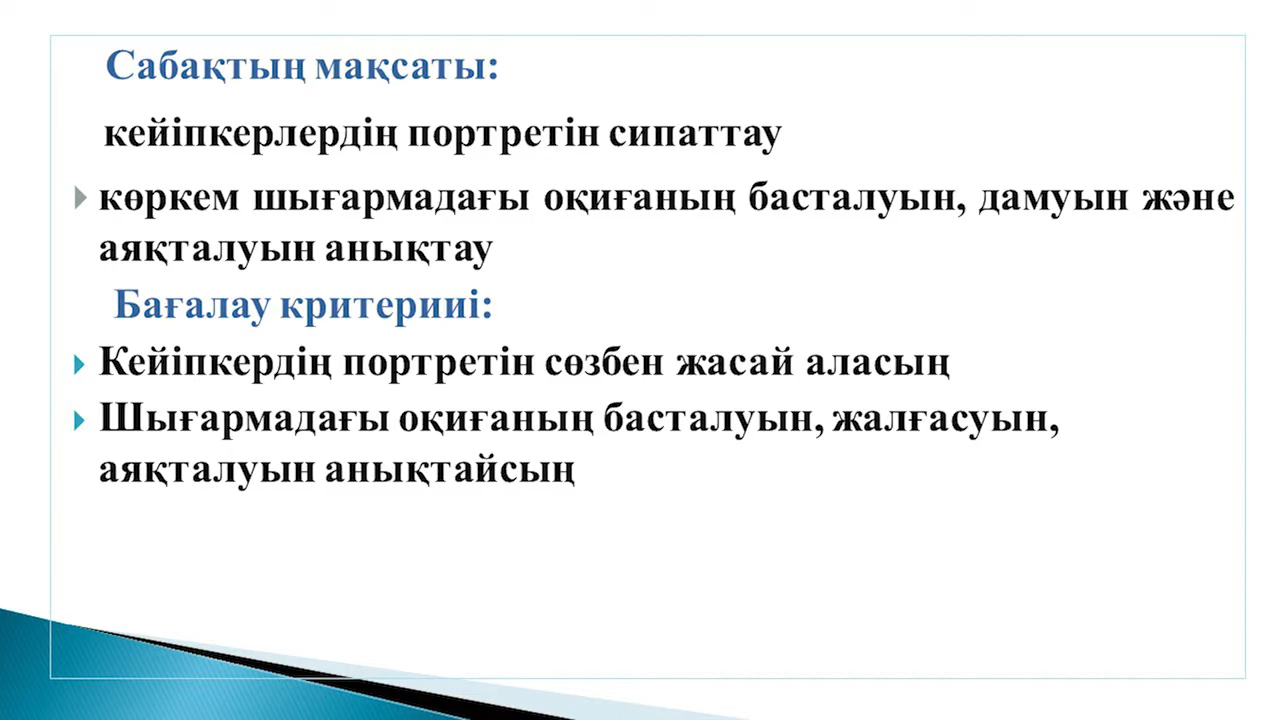 Сабақтың мақсаты:
кейіпкерлердің портретін сипаттау
көркем шығармадағы оқиғаның басталуын, дамуын және
аяқталуын анықтау
Бағалау критерииі:
Кейіпкердің портретін сөзбен жасай аласың
Шығармадағы оқиғаның басталуын, жалғасуын,
аяқталуын анықтайсың